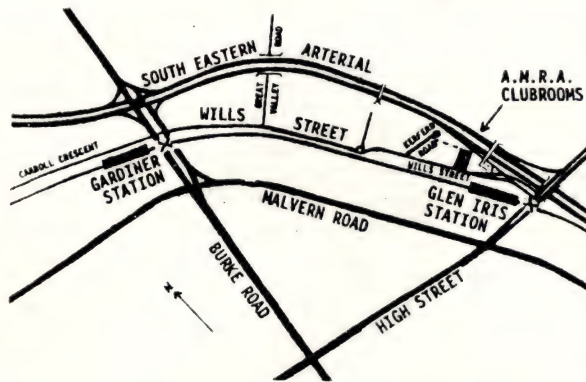 SOUTH EASTERN ARTERIAL
ROAD
GREAT
VALLEY
A.M.R.A.
CLUBROOMS
WILLS STREET
KERFERD
ROAD
CARROLL CRESCENT
GARDINER
STATION
WILLS STREET
GLEN IRIS
STATION
MALVERN ROAD
BURKE ROAD
HIGH STREET
N